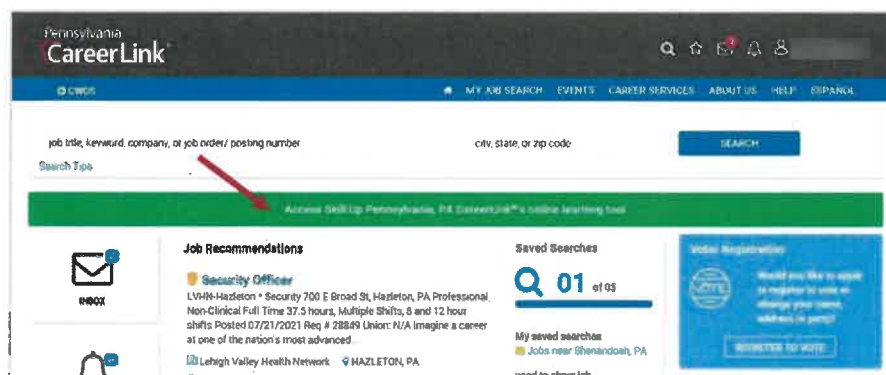 Pennsylvania
CareerLink
CWDS
MY JOB SEARCH EVENTS CAREER SERVICES ABOUT US HELP ESPAÑOL
job title, keyword, company, or job order/ posting number
city, state, or zip code
SEARCH
Search Tips
Access SkillUp Pennsylvania, PA CareerLink®'s online learning tool
Job Recommendations
Security Officer
LVHN-Hazleton * Security 700 E Broad St, Hazleton, PA Professional,
Non-Clinical Full Time 37.5 hours, Multiple Shifts, 8 and 12 hour
shifts Posted 07/21/2021 Req # 28849 Union: N/A Imagine a career
at one of the nation's most advanced
Lehigh Valley Health Network HAZLETON, PA
INBOX
Saved Searches
01 of 05
My saved searches
Jobs near Shenandoah, PA
Voter Registration
VOTE
Would you like to apply
to register to vote or
change your name,
address or party?
REGISTER TO VOTE